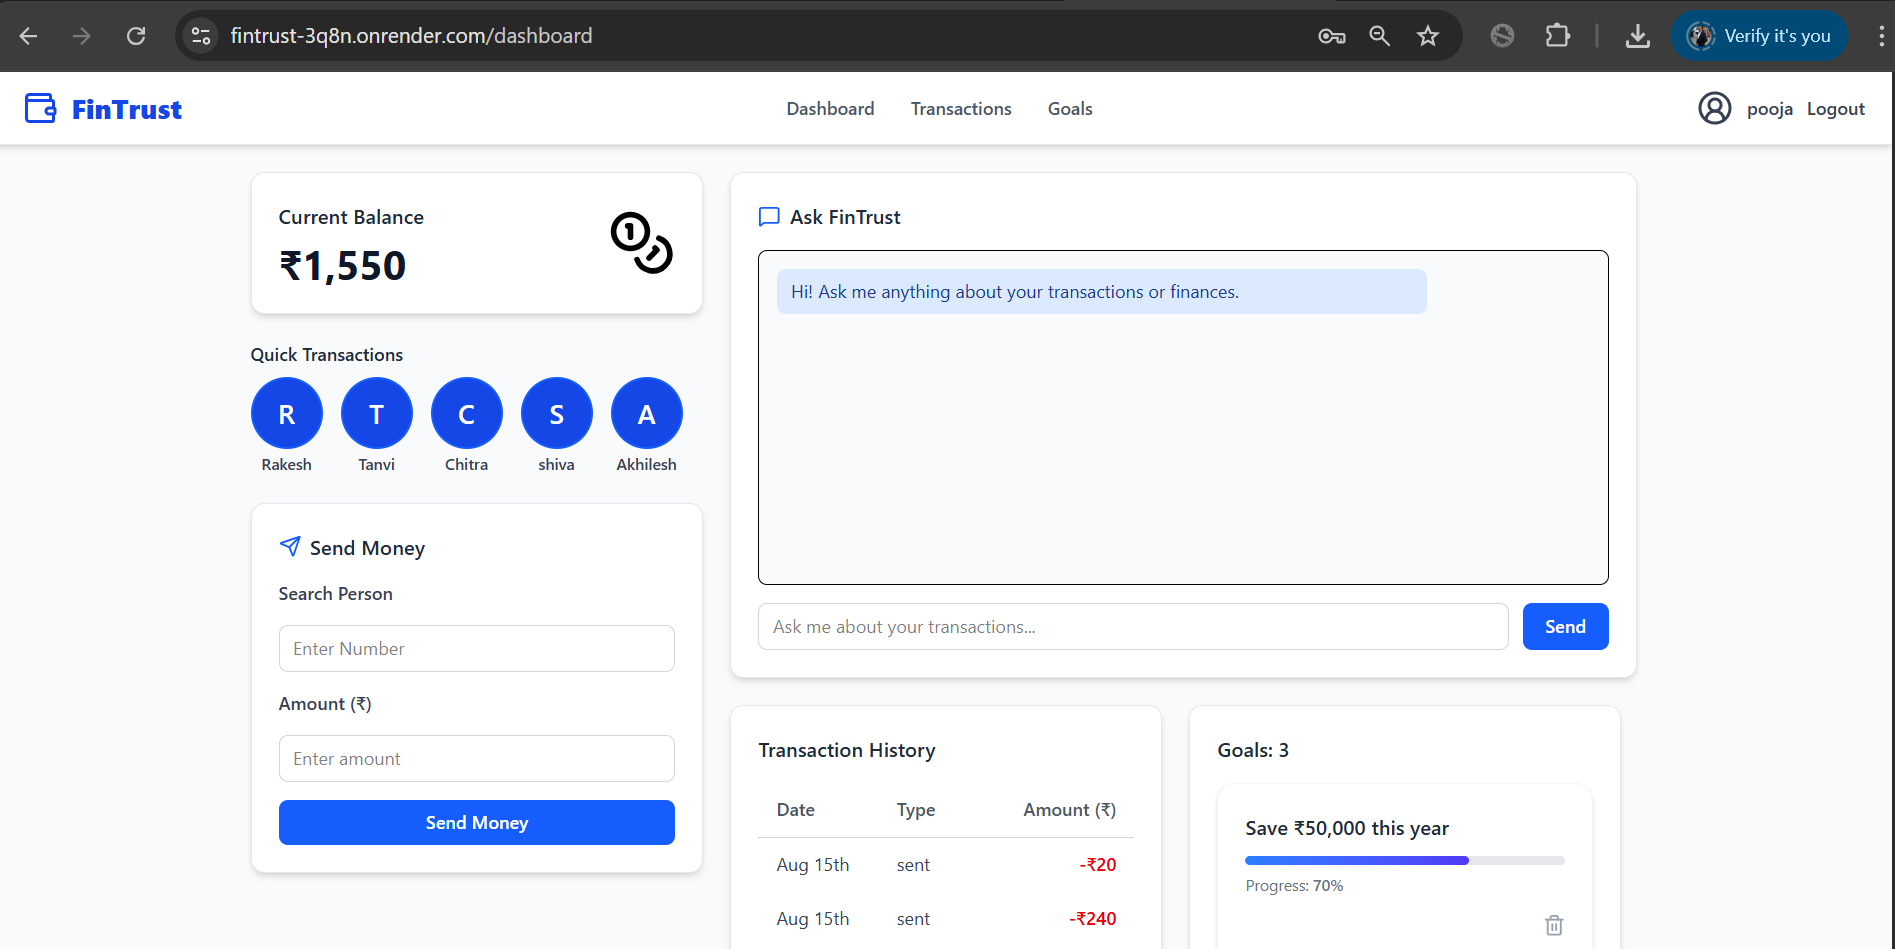 fintrust-3q8n.onrender.com/dashboard
Verify it's you
FinTrust
Dashboard Transactions Goals
pooja Logout
Current Balance
₹1,550
Quick Transactions
R T C S A
Rakesh Tanvi Chitra shiva Akhilesh
Send Money
Search Person
Enter Number
Amount (₹)
Enter amount
Send Money
Ask FinTrust
Hi! Ask me anything about your transactions or finances.
Ask me about your transactions...
Send
Transaction History
Date Type Amount (₹)
Aug 15th sent -₹20
Aug 15th sent -₹240
Goals: 3
Save ₹50,000 this year
Progress: 70%